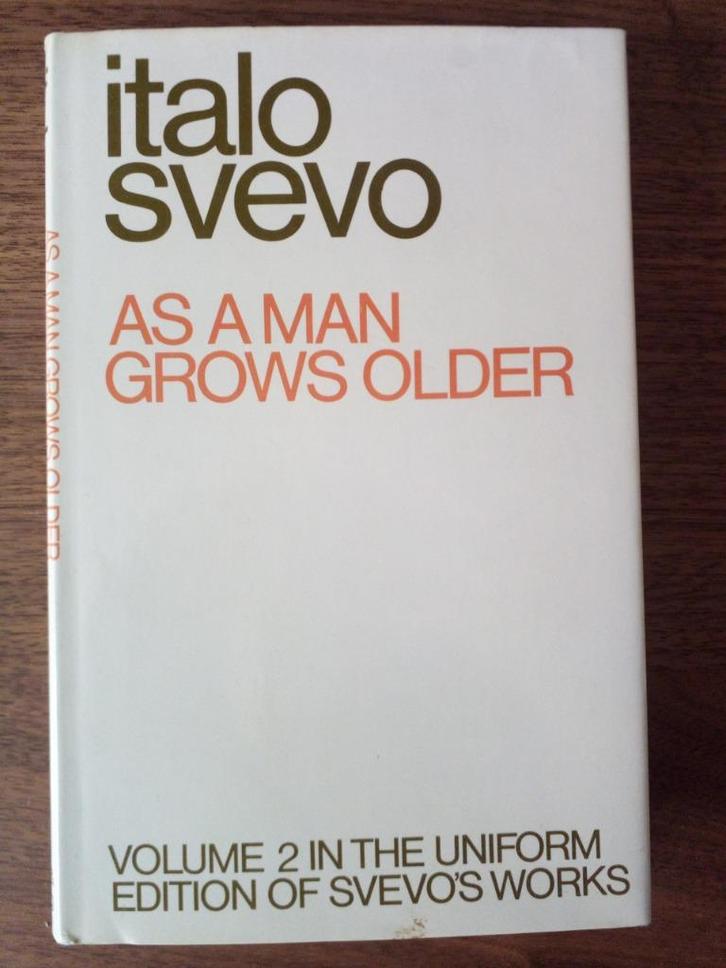 italo
svevo
AS A MAN
GROWS OLDER
VOLUME 2 IN THE UNIFORM
EDITION OF SVEVO'S WORKS
AS A MAN GROWS OLDER